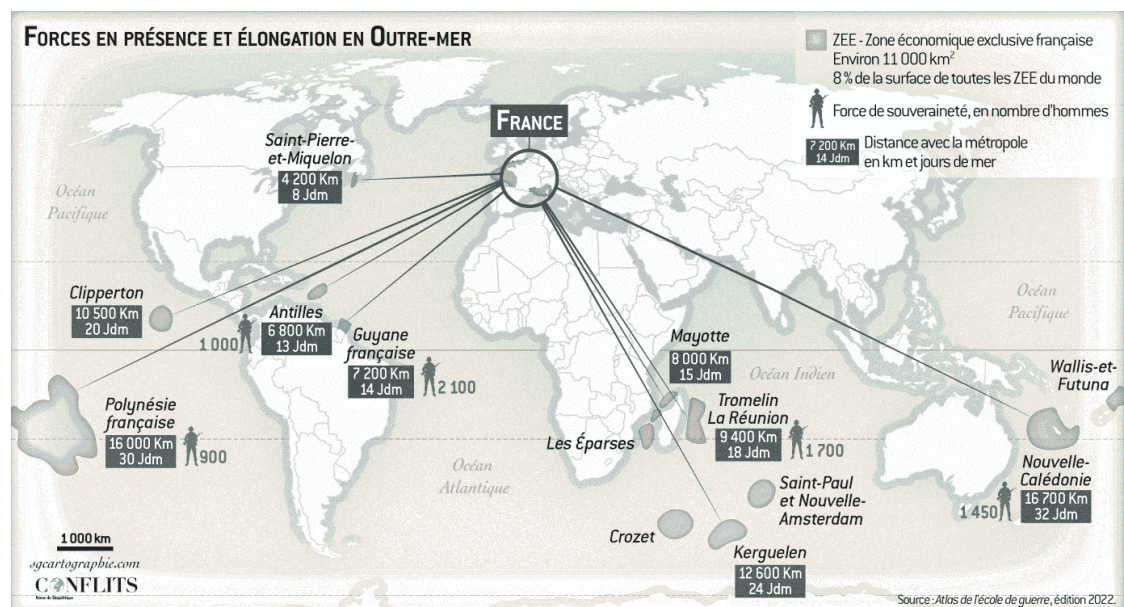 Forces en présence et élongation en Outre-mer
ZEE - Zone économique exclusive française
Environ 11 000 km²
8 % de la surface de toutes les ZEE du monde
Force de souveraineté, en nombre d'hommes
7 200 Km
14 Jdm
Distance avec la métropole
en km et jours de mer
France
Saint-Pierre-
et-Miquelon
4 200 Km
8 Jdm
Océan
Pacifique
Clipperton
10 500 Km
20 Jdm
1 000
Antilles
6 800 Km
13 Jdm
Guyane
française
7 200 Km
14 Jdm
2 100
Mayotte
8 000 Km
15 Jdm
Océan Indien
Océan
Pacifique
Wallis-et-
Futuna
Polynésie
française
16 000 Km
30 Jdm
900
Les Éparses
Tromelin
La Réunion
9 400 Km
18 Jdm
1 700
Océan
Atlantique
Saint-Paul
et Nouvelle-
Amsterdam
Nouvelle-
Calédonie
16 700 Km
32 Jdm
1 450
Crozet
Kerguelen
12 600 Km
24 Jdm
1 000 km
sgcartographie.com
CONFLITS
Revue de Géopolitique
Source : Atlas de l'école de guerre, édition 2022.